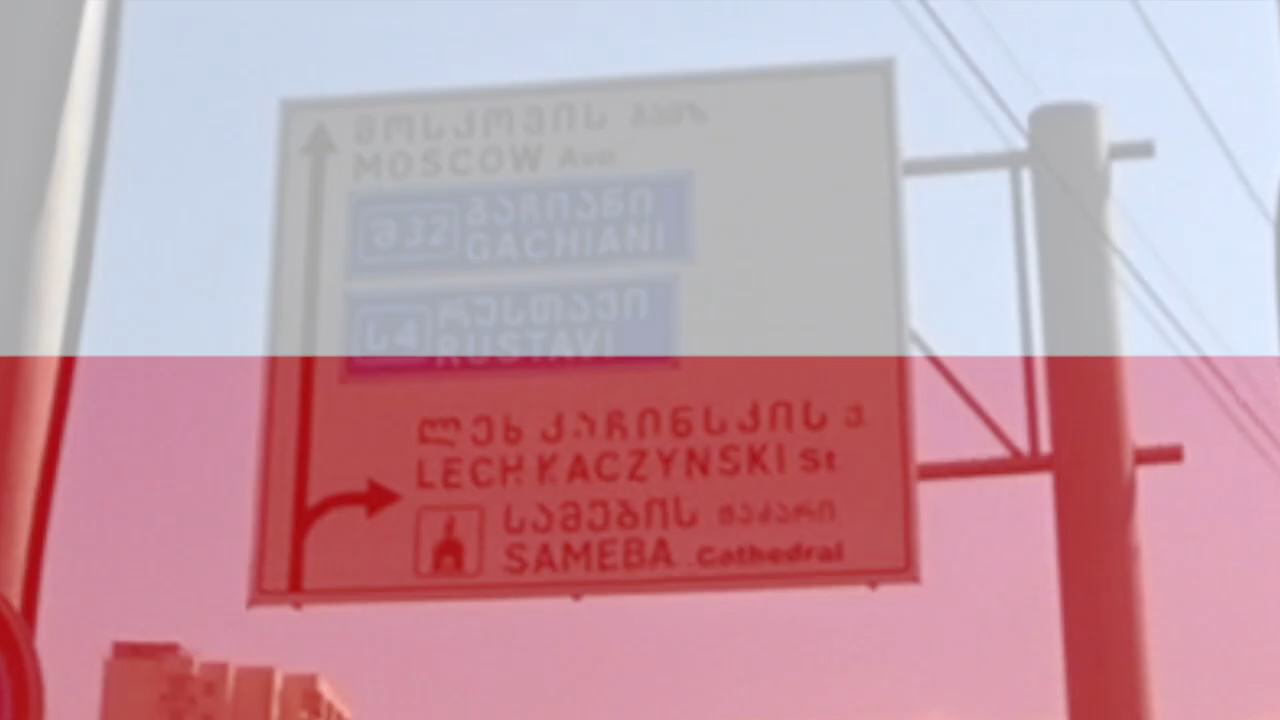 მოსკოვის გამზ
MOSCOW Ave.
შ32 გაჩიანი
GACHIANI
ს4 რუსთავი
RUSTAVI
ლეხ კაჩინსკის ქ.
LECH KACZYNSKI St
სამების ტაძარი
SAMEBA Cathedral